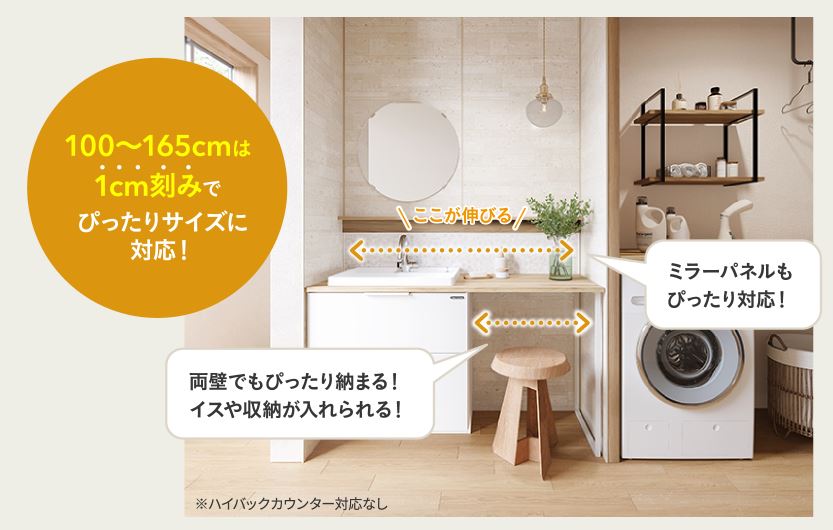 100〜165cmは
1cm刻みで
ぴったりサイズに
対応！
ここが伸びる
ミラーパネルも
ぴったり対応！
両壁でもぴったり納まる！
イスや収納が入れられる！
※ハイバックカウンター対応なし